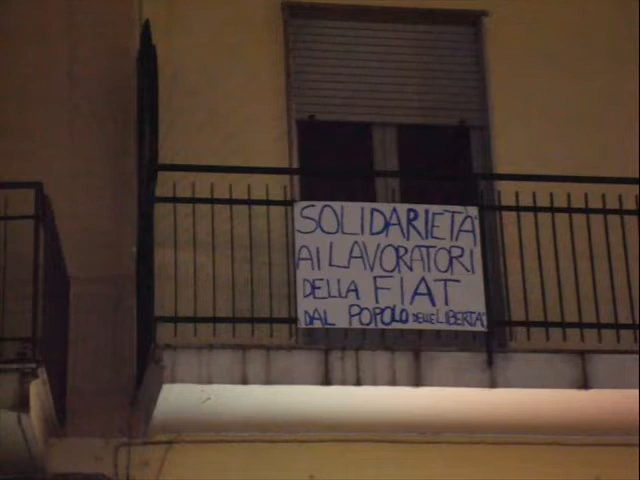 SOLIDARIETÀ
AI LAVORATORI
DELLA FIAT
DAL POPOLO DELLE LIBERTÀ